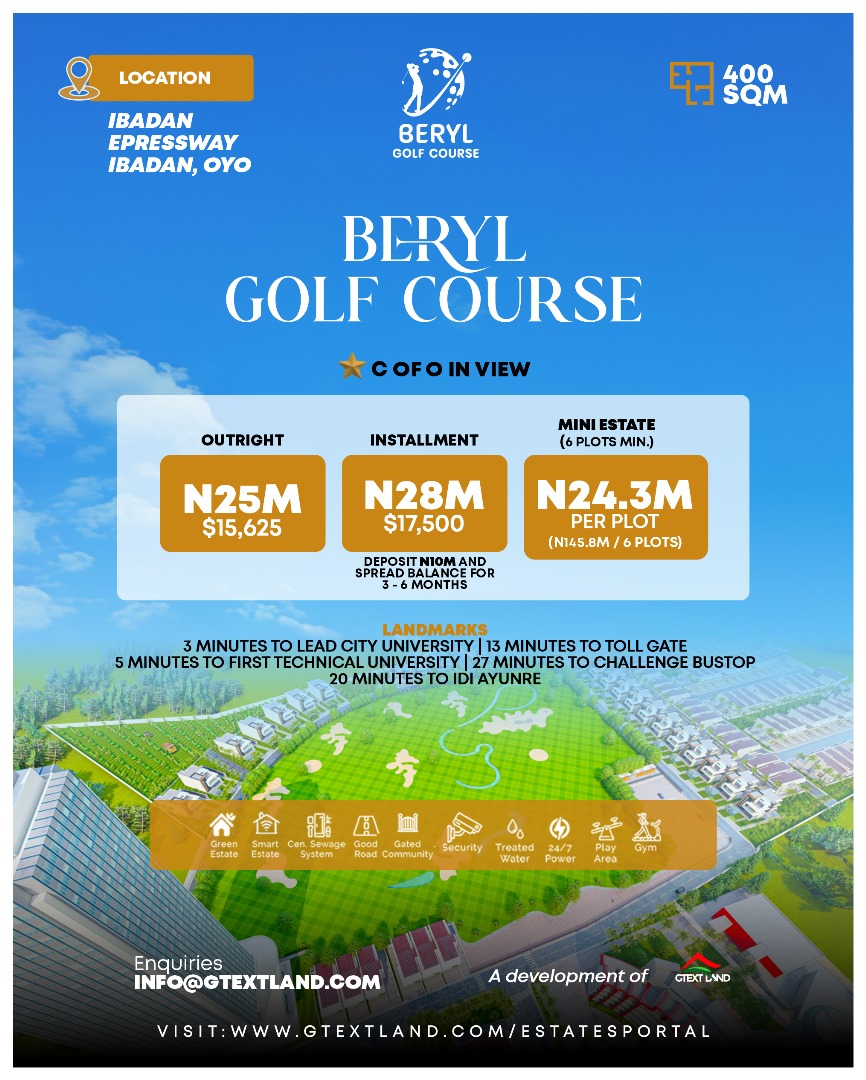 LOCATION
IBADAN
EPRESSWAY
IBADAN, OYO
BERYL
GOLF COURSE
400
SQM
BERYL
GOLF COURSE
C OF O IN VIEW
OUTRIGHT
N25M
$15,625
INSTALLMENT
N28M
$17,500
DEPOSIT N10M AND
SPREAD BALANCE FOR
3 - 6 MONTHS
MINI ESTATE
(6 PLOTS MIN.)
N24.3M
PER PLOT
(N145.8M / 6 PLOTS)
LANDMARKS
3 MINUTES TO LEAD CITY UNIVERSITY | 13 MINUTES TO TOLL GATE
5 MINUTES TO FIRST TECHNICAL UNIVERSITY | 27 MINUTES TO CHALLENGE BUSTOP
20 MINUTES TO IDI AYUNRE
Green
Estate
Smart
Estate
Cen. Sewage
System
Good
Road
Gated
Community
Security
Treated
Water
24/7
Power
Play
Area
Gym
Enquiries
INFO@GTEXTLAND.COM
A development of
GTEXT LAND
VISIT:WWW.GTEXTLAND.COM/ESTATESPORTAL